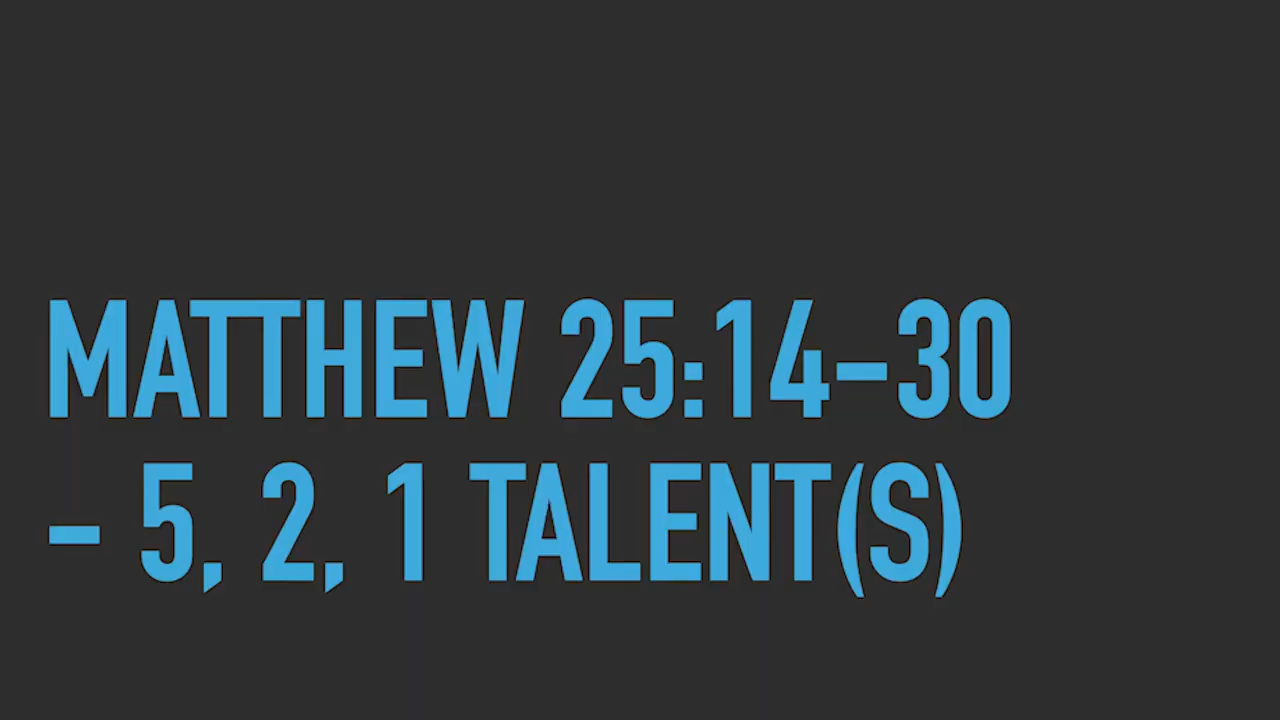 MATTHEW 25:14–30
– 5, 2, 1 TALENT(S)